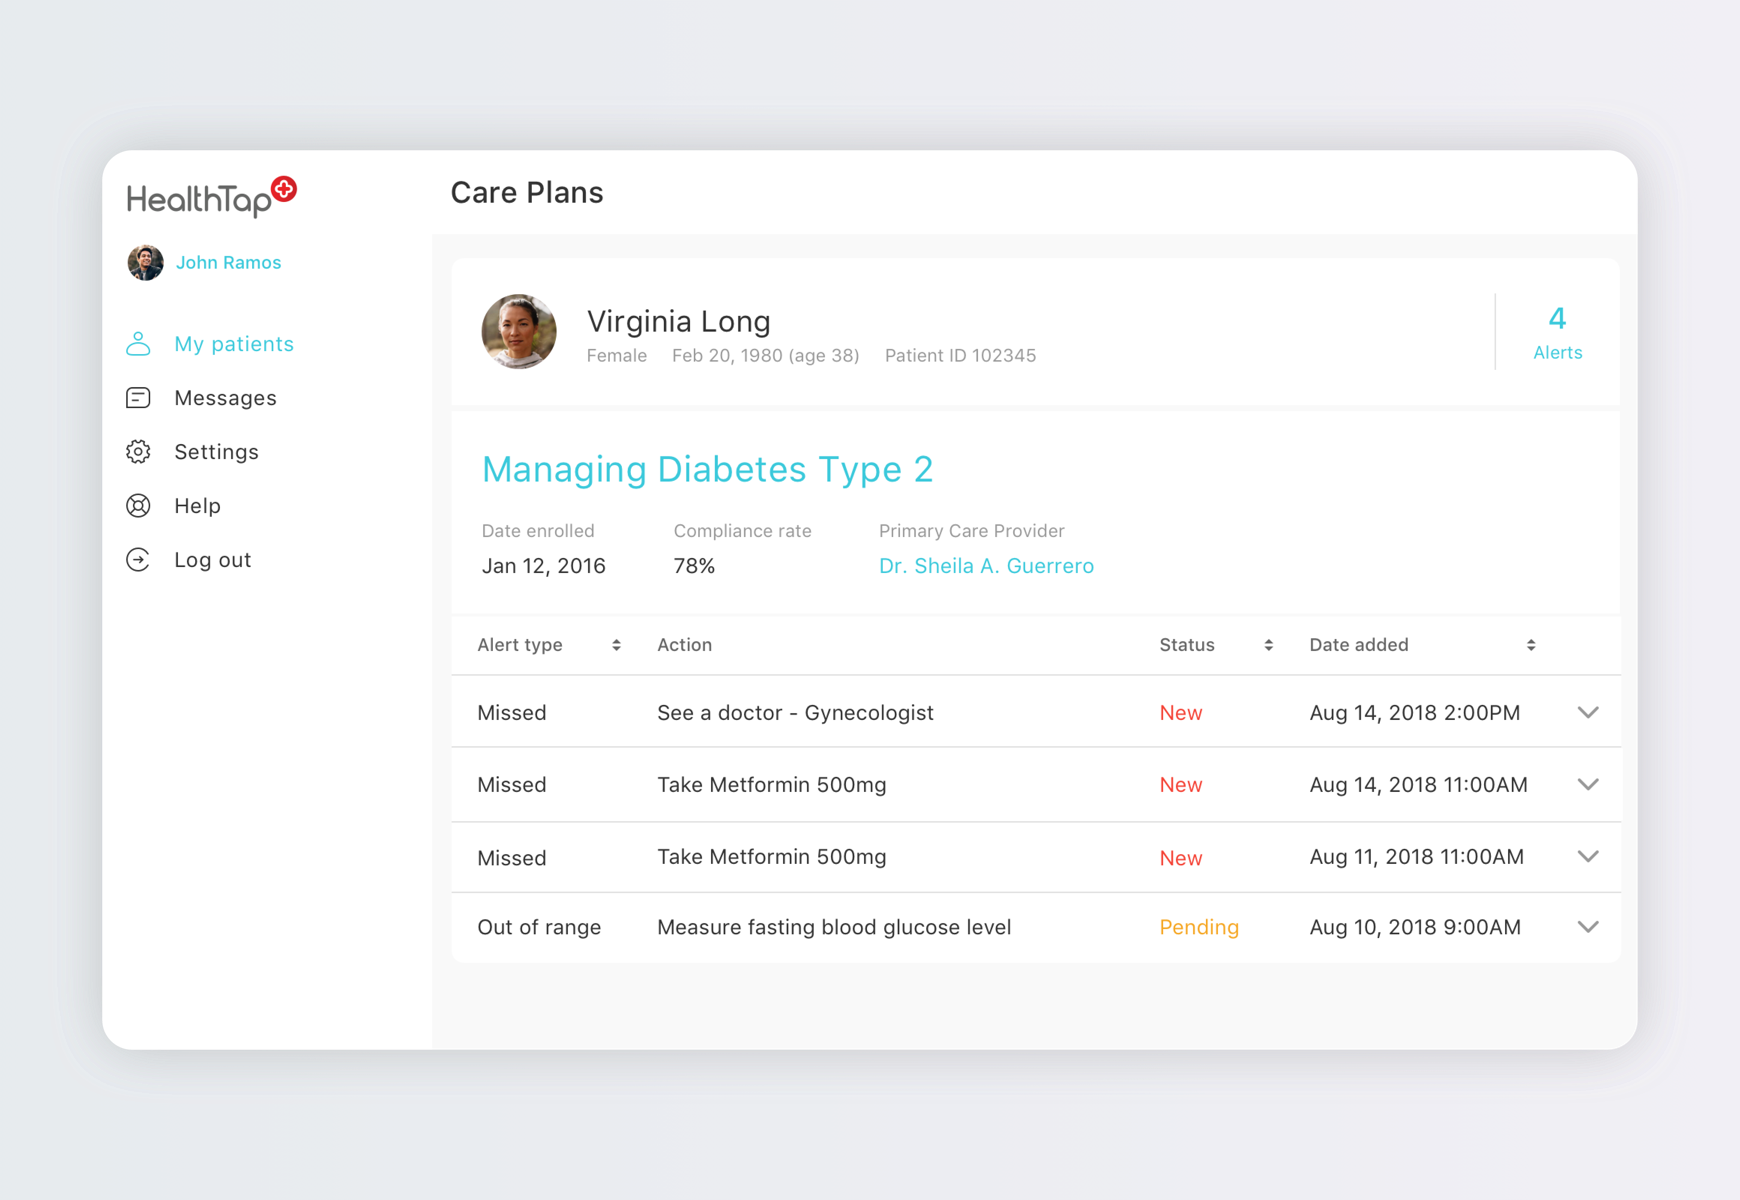 HealthTap
Care Plans
John Ramos
My patients
Messages
Settings
Help
Log out
Virginia Long
Female Feb 20, 1980 (age 38) Patient ID 102345
4
Alerts
Managing Diabetes Type 2
Date enrolled Compliance rate Primary Care Provider
Jan 12, 2016 78% Dr. Sheila A. Guerrero
Alert type Action Status Date added
Missed See a doctor - Gynecologist New Aug 14, 2018 2:00PM
Missed Take Metformin 500mg New Aug 14, 2018 11:00AM
Missed Take Metformin 500mg New Aug 11, 2018 11:00AM
Out of range Measure fasting blood glucose level Pending Aug 10, 2018 9:00AM